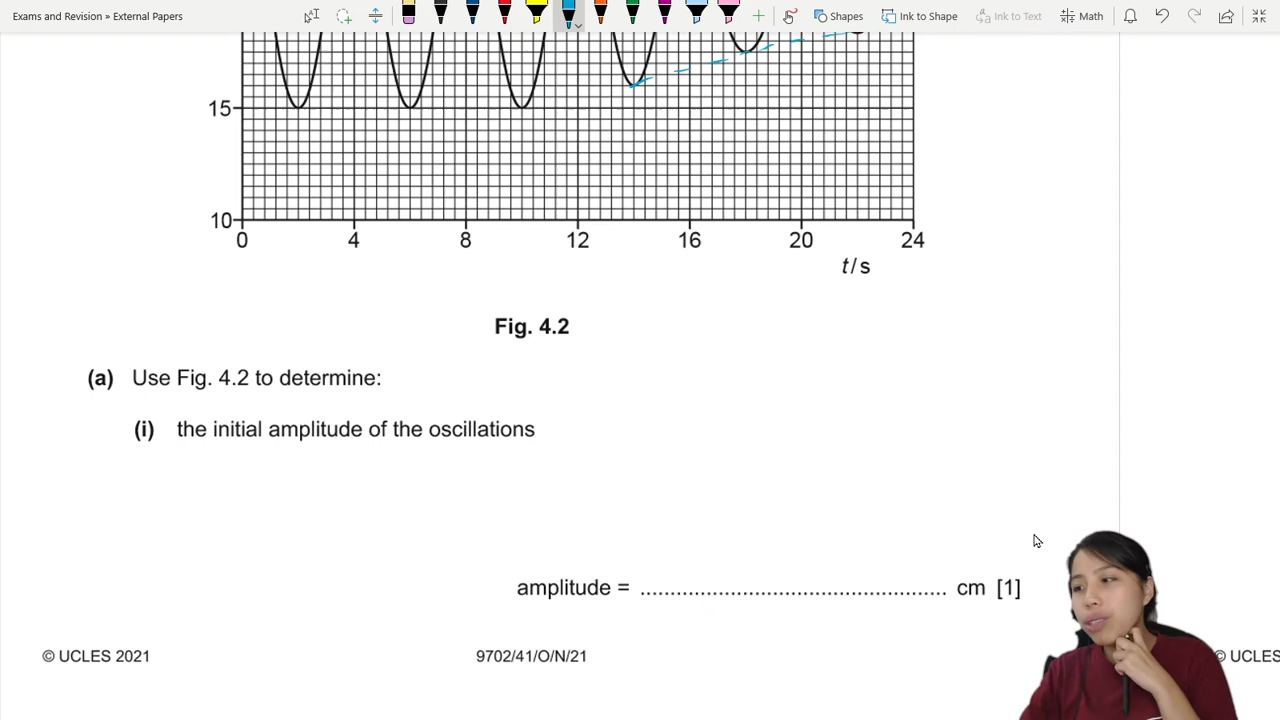 Exams and Revision » External Papers
Shapes
Ink to Shape
Ink to Text
Math
15
10
0 4 8 12 16 20 24
t/s
Fig. 4.2
(a) Use Fig. 4.2 to determine:
(i) the initial amplitude of the oscillations
amplitude = .................................................... cm [1]
© UCLES 2021
9702/41/O/N/21
© UCLES